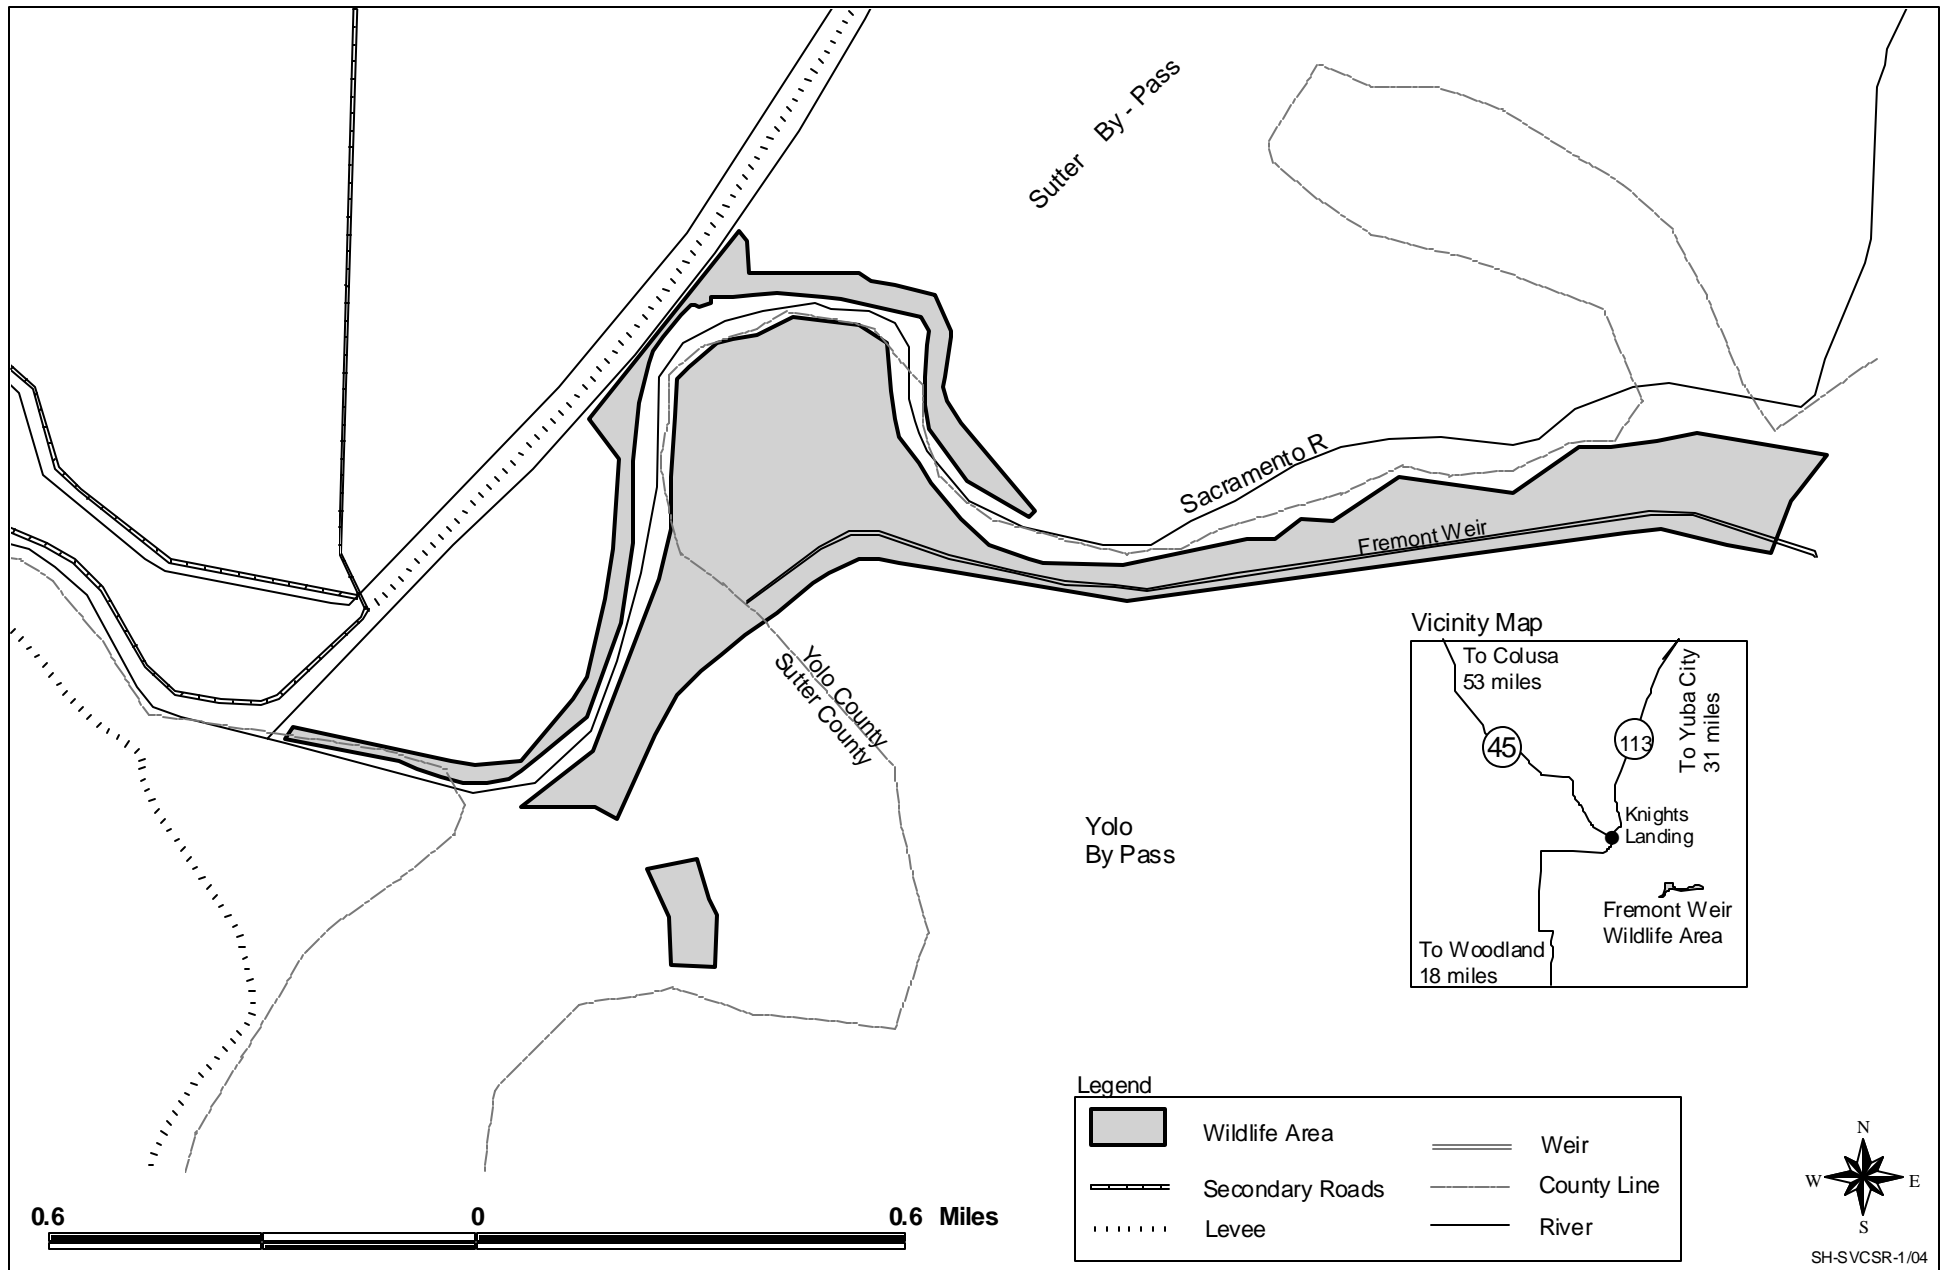 Sutter By - Pass
Sacramento R
Fremont Weir
Yolo County
Sutter County
Yolo
By Pass
Vicinity Map
To Colusa
53 miles
To Yuba City
31 miles
45
113
Knights
Landing
Fremont Weir
Wildlife Area
To Woodland
18 miles
Legend
Wildlife Area
Secondary Roads
Levee
Weir
County Line
River
0.6 0 0.6 Miles
N
W E
S
SH-SVCSR-1/04